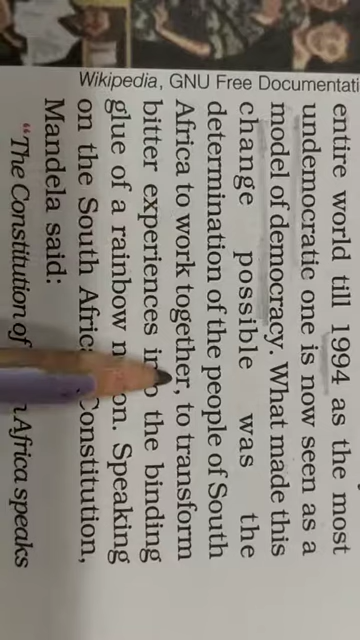 Wikipedia, GNU Free Documentati
entire world till 1994 as the most
undemocratic one is now seen as a
model of democracy. What made this
change possible was the
determination of the people of South
Africa to work together, to transform
bitter experiences the binding
glue of a rainbow Speaking
on the South Constitution,
Mandela said:
“The Constitution of Africa speaks